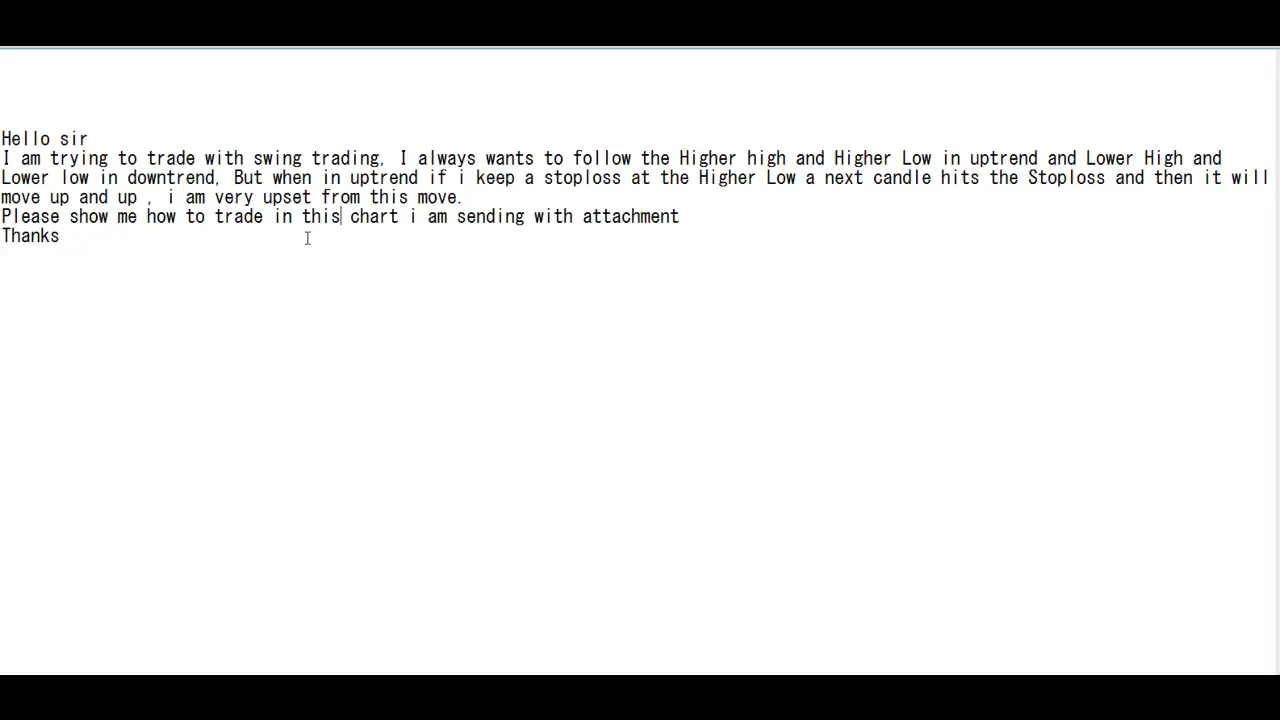 Hello sir
I am trying to trade with swing trading, I always wants to follow the Higher high and Higher Low in uptrend and Lower High and
Lower low in downtrend, But when in uptrend if i keep a stoploss at the Higher Low a next candle hits the Stoploss and then it will
move up and up , i am very upset from this move.
Please show me how to trade in this chart i am sending with attachment
Thanks